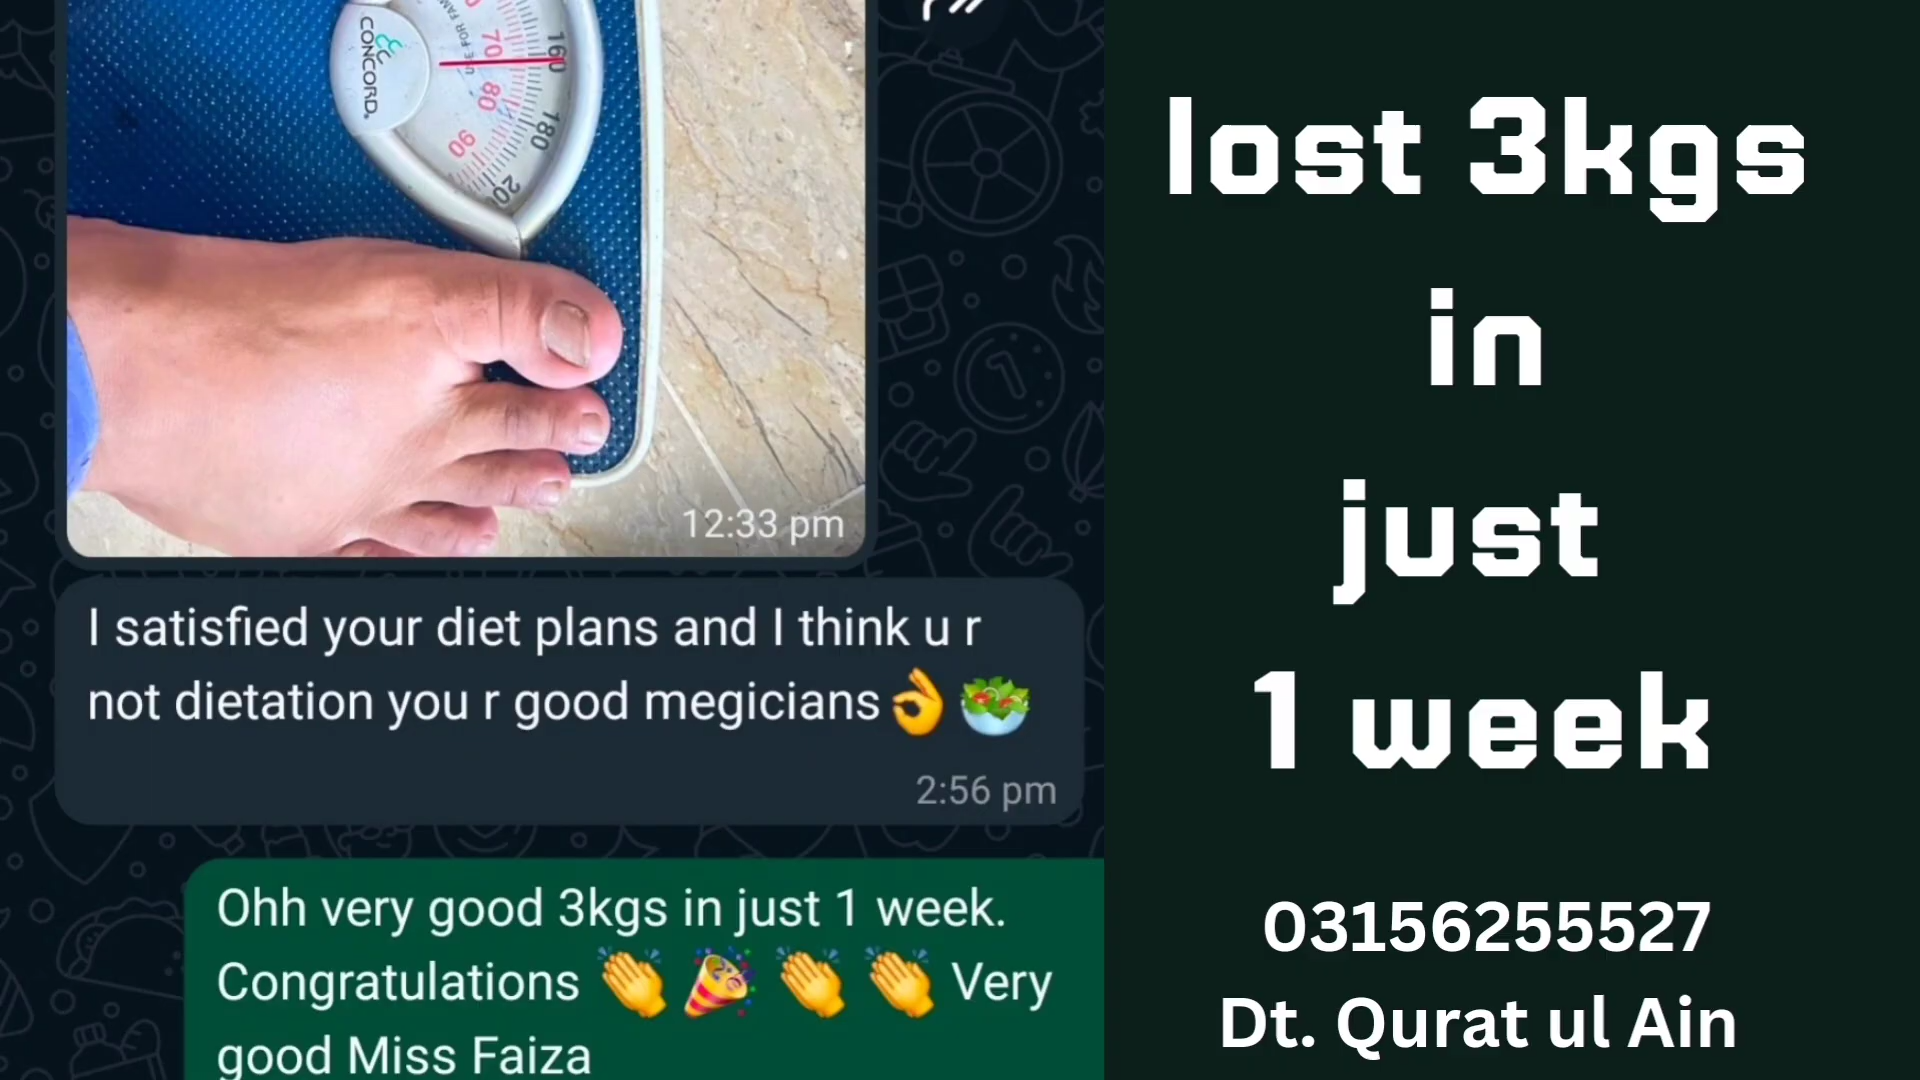 CONCORD®
70
80
90
160
180
12:33 pm
I satisfied your diet plans and I think u r
not dietation you r good megicians👌🥗
2:56 pm
Ohh very good 3kgs in just 1 week.
Congratulations 👏 🎉 👏 👏 Very
good Miss Faiza
lost 3kgs
in
just
1 week
03156255527
Dt. Qurat ul Ain